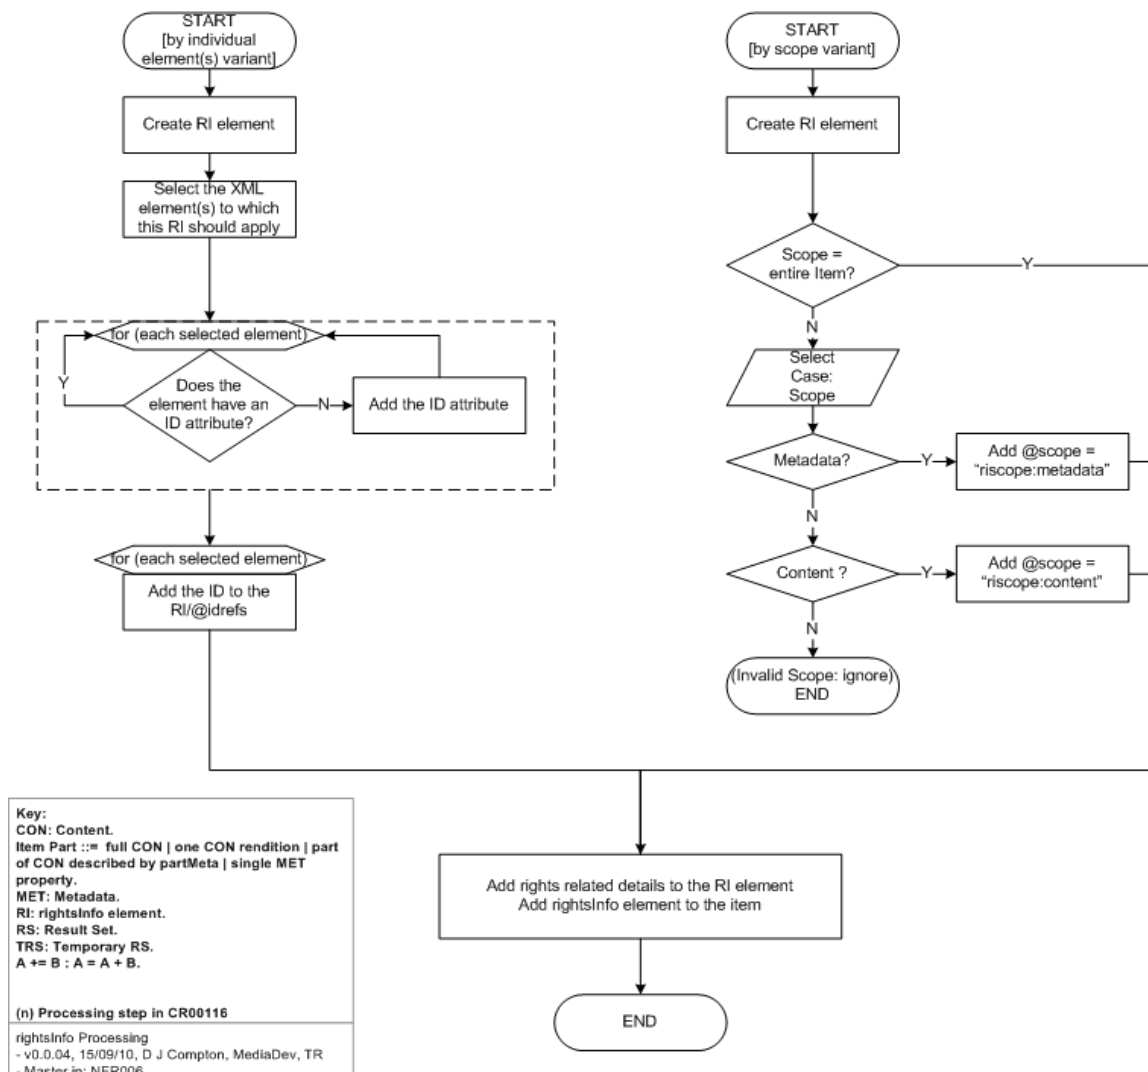 START
[by individual
element(s) variant]
Create RI element
Select the XML
element(s) to which
this RI should apply
for (each selected element)
Y
Does the
element have an
ID attribute?
N
Add the ID attribute
for (each selected element)
Add the ID to the
RI/@idrefs
START
[by scope variant]
Create RI element
Scope =
entire Item?
Y
N
Select
Case:
Scope
Metadata?
Y
Add @scope =
“riscope:metadata”
N
Content ?
Y
Add @scope =
“riscope:content”
N
(Invalid Scope: ignore)
END
Add rights related details to the RI element
Add rightsInfo element to the item
END
Key:
CON: Content.
Item Part ::= full CON | one CON rendition | part
of CON described by partMeta | single MET
property.
MET: Metadata.
RI: rightsInfo element.
RS: Result Set.
TRS: Temporary RS.
A += B : A = A + B.
(n) Processing step in CR00116
rightsInfo Processing
- v0.0.04, 15/09/10, D J Compton, MediaDev, TR
- Master in: NFR006